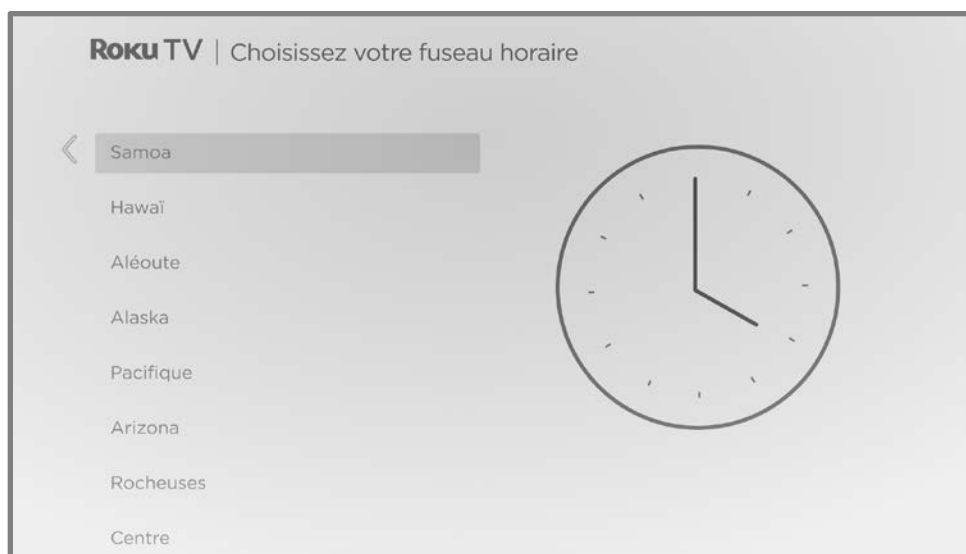 Roku TV | Choisissez votre fuseau horaire
Samoa
Hawaï
Aléoute
Alaska
Pacifique
Arizona
Rocheuses
Centre